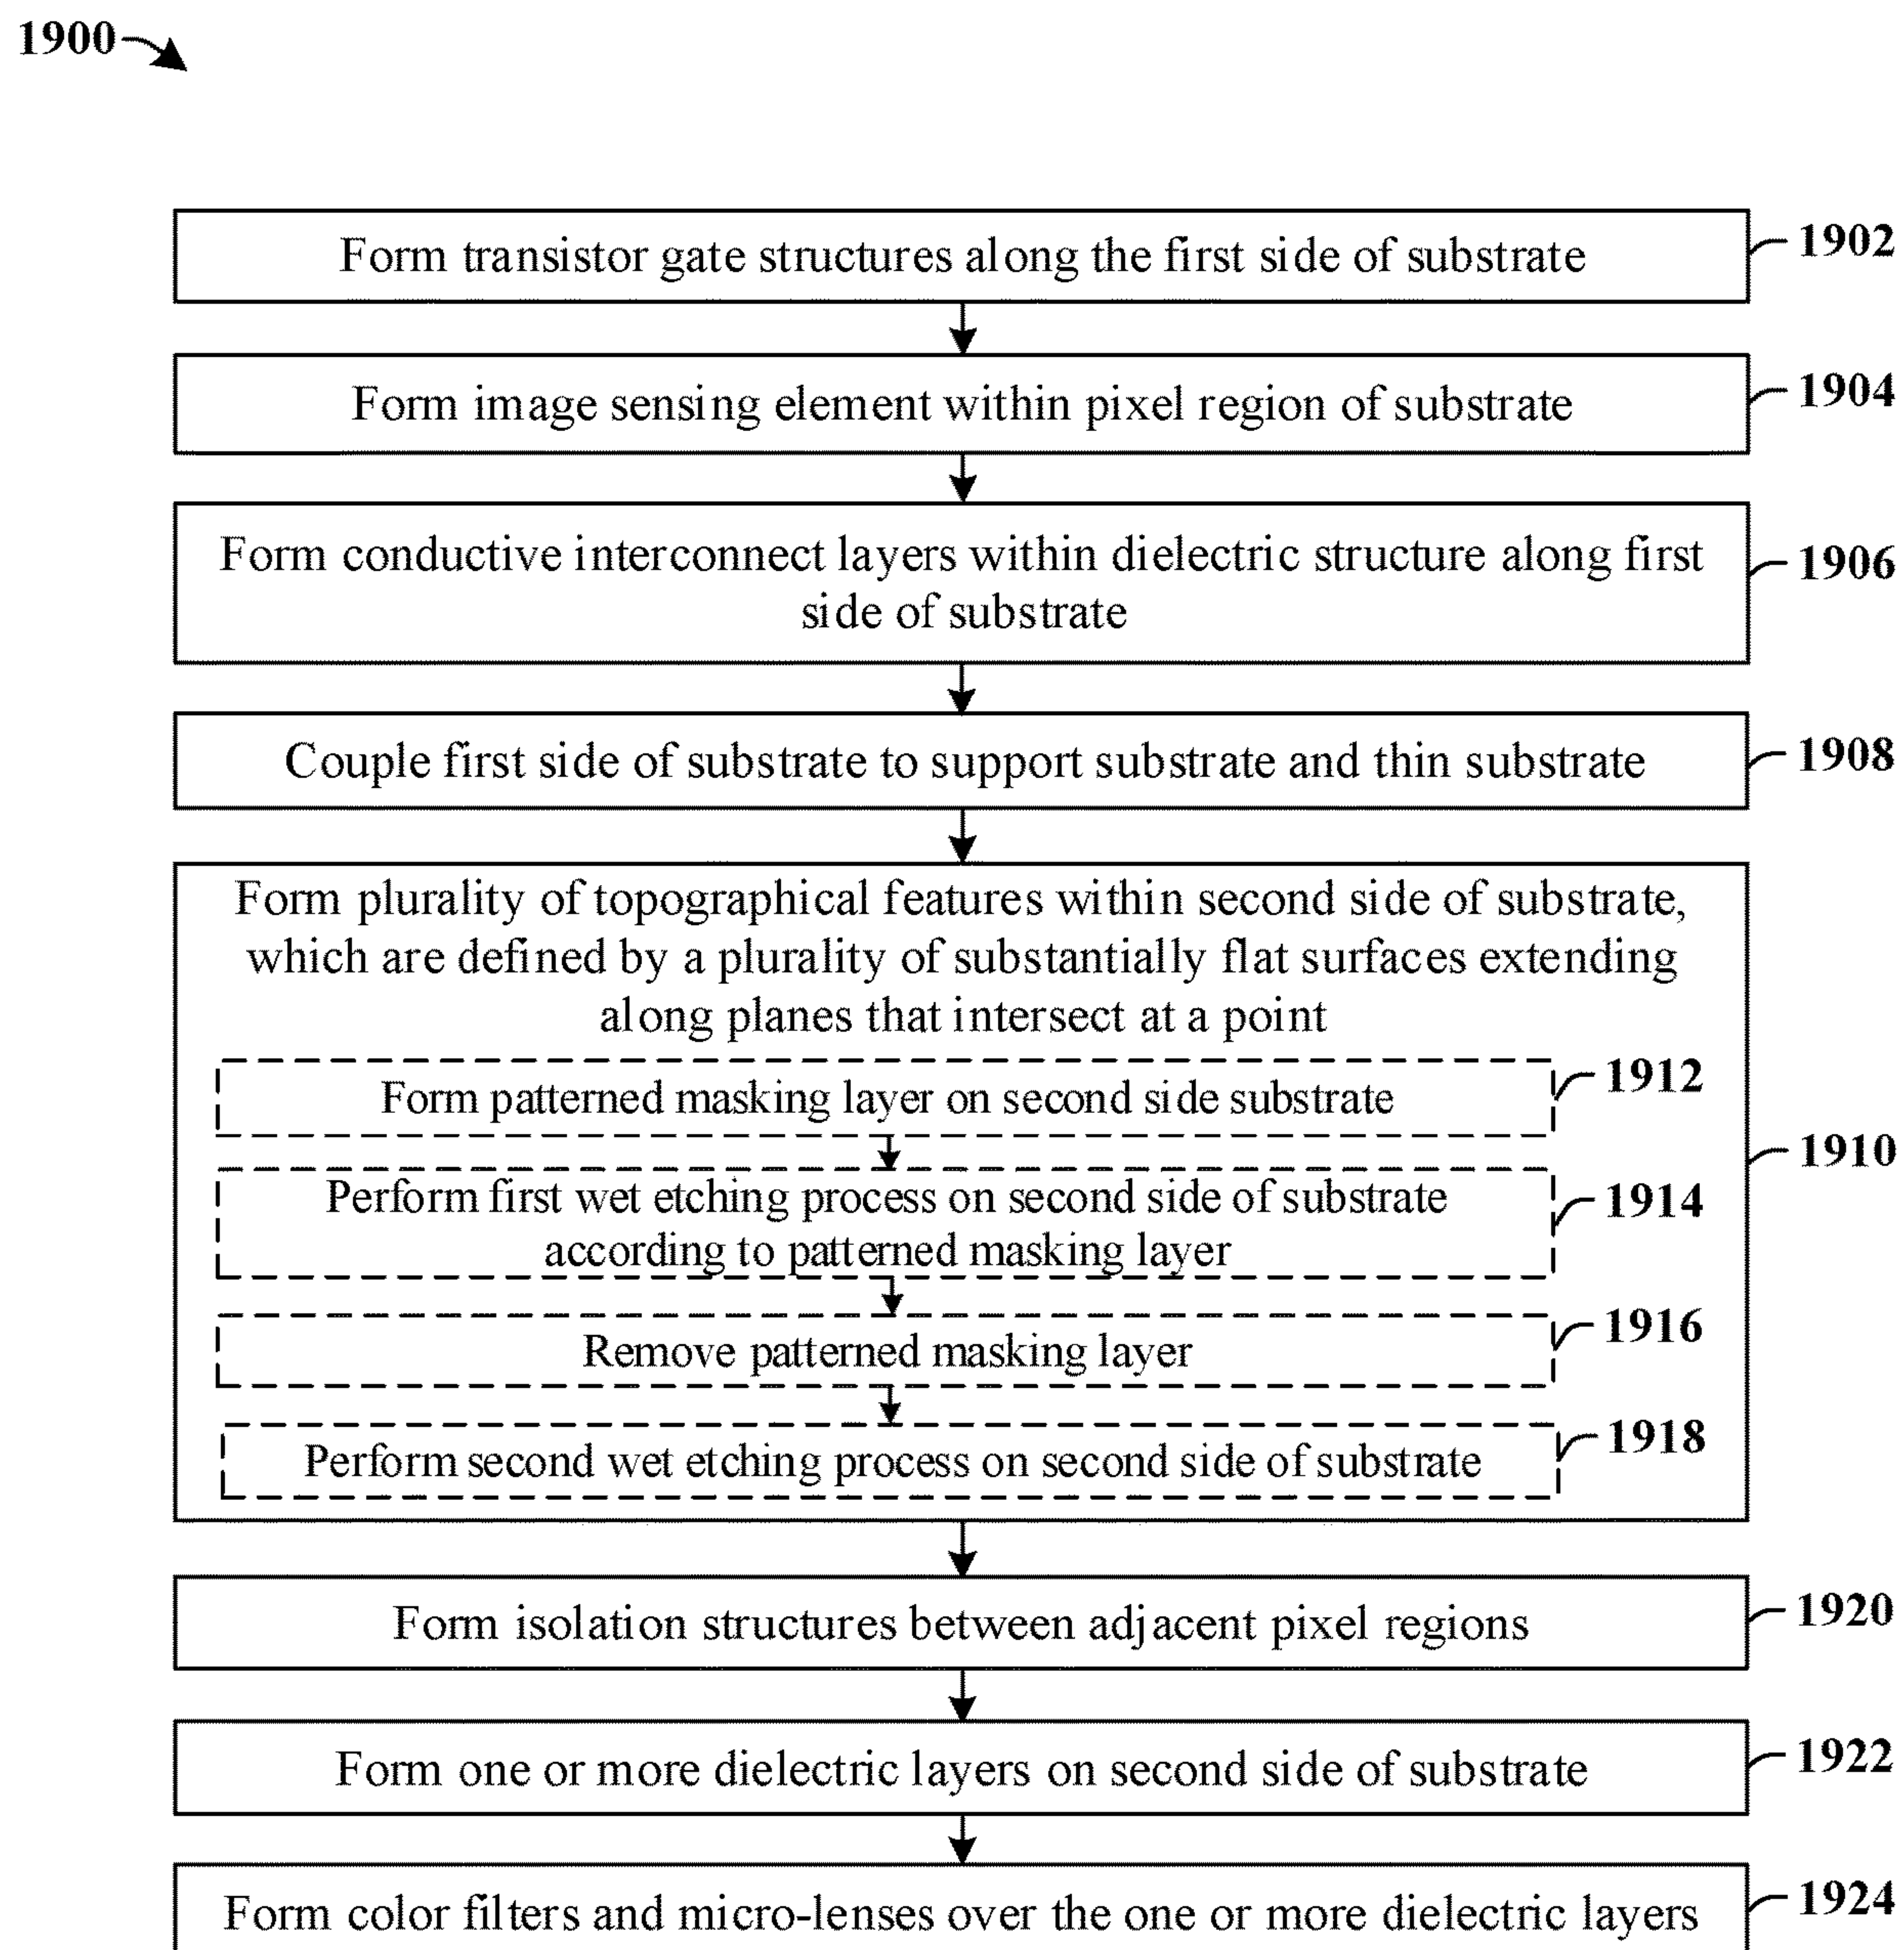 1900
Form transistor gate structures along the first side of substrate
1902
Form image sensing element within pixel region of substrate
1904
Form conductive interconnect layers within dielectric structure along first
side of substrate
1906
Couple first side of substrate to support substrate and thin substrate
1908
Form plurality of topographical features within second side of substrate,
which are defined by a plurality of substantially flat surfaces extending
along planes that intersect at a point
1910
Form patterned masking layer on second side substrate
1912
Perform first wet etching process on second side of substrate
according to patterned masking layer
1914
Remove patterned masking layer
1916
Perform second wet etching process on second side of substrate
1918
Form isolation structures between adjacent pixel regions
1920
Form one or more dielectric layers on second side of substrate
1922
Form color filters and micro-lenses over the one or more dielectric layers
1924